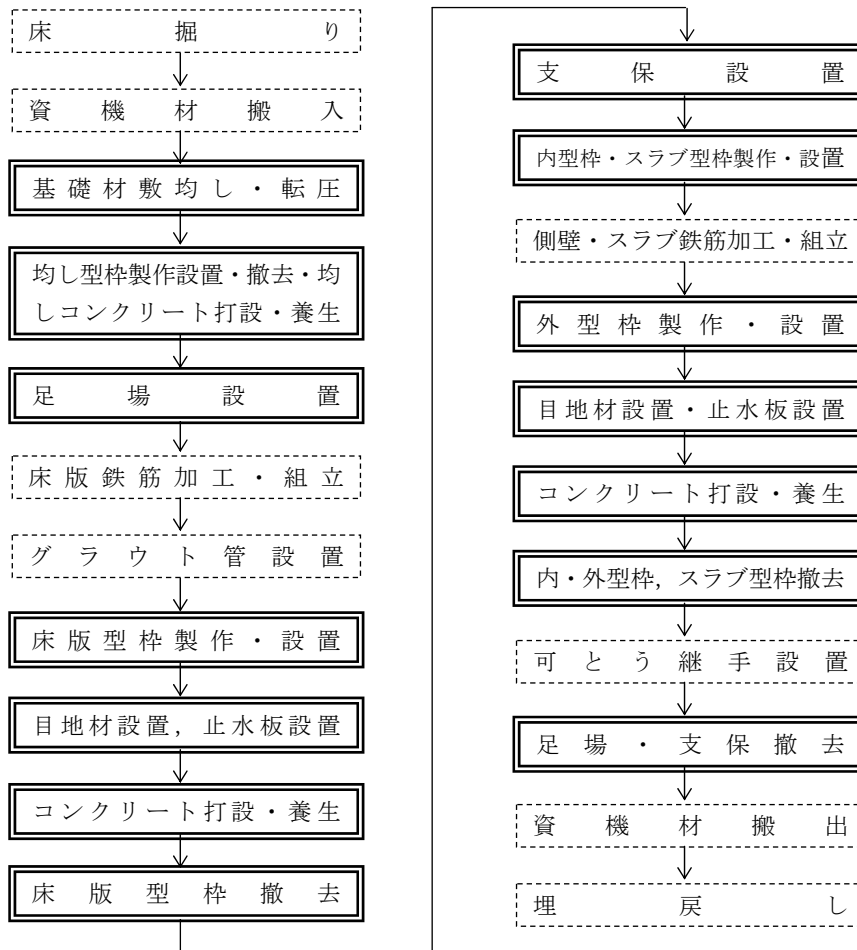 床掘り
資機材搬入
基礎材敷均し・転圧
均し型枠製作設置・撤去・均
しコンクリート打設・養生
足場設置
床版鉄筋加工・組立
グラウト管設置
床版型枠製作・設置
目地材設置，止水板設置
コンクリート打設・養生
床版型枠撤去
支保設置
内型枠・スラブ型枠製作・設置
側壁・スラブ鉄筋加工・組立
外型枠製作・設置
目地材設置・止水板設置
コンクリート打設・養生
内・外型枠，スラブ型枠撤去
可とう継手設置
足場・支保撤去
資機材搬出
埋戻し